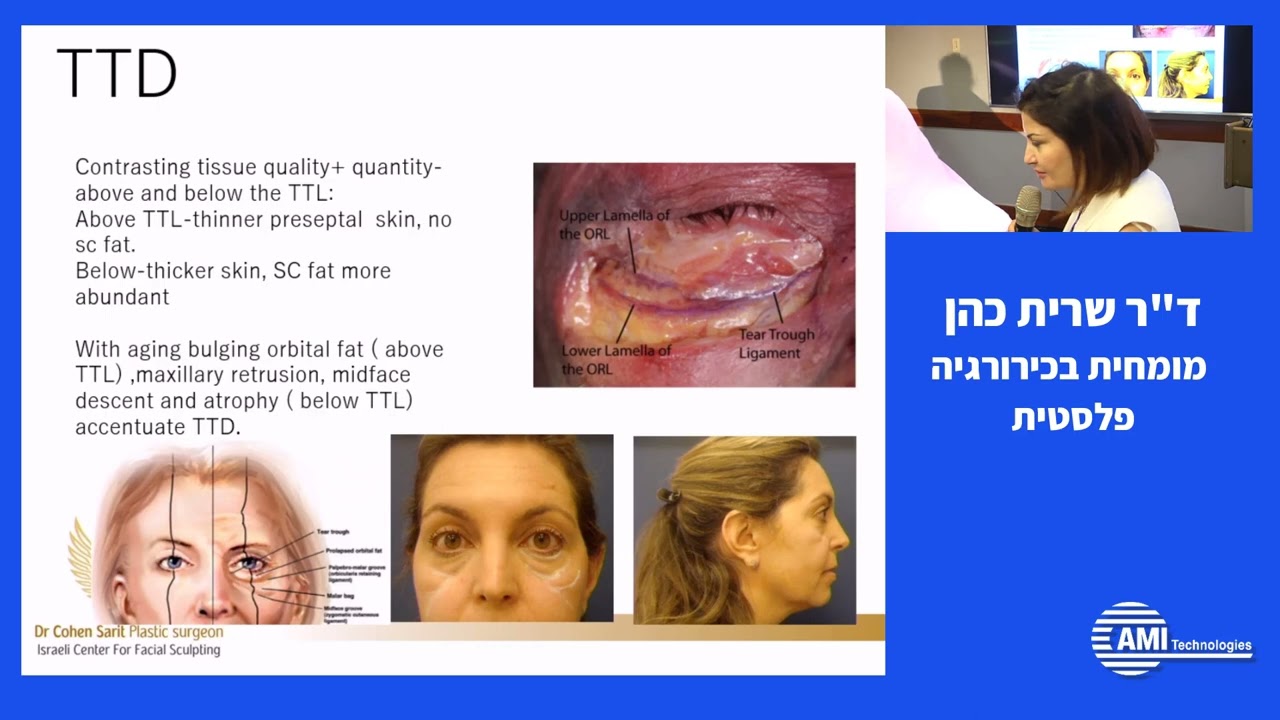 TTD
Contrasting tissue quality+ quantity-
above and below the TTL:
Above TTL-thinner preseptal skin, no
sc fat.
Below-thicker skin, SC fat more
abundant
With aging bulging orbital fat ( above
TTL) ,maxillary retrusion, midface
descent and atrophy ( below TTL)
accentuate TTD.
Upper Lamella of
the ORL
Tear Trough
Ligament
Lower Lamella of
the ORL
Tear trough
Prolapsed orbital fat
Palpebro-malar groove
(orbicularis retaining
ligament)
Malar bag
Midface groove
(zygomatic cutaneous
ligament)
Dr Cohen Sarit Plastic surgeon
Israeli Center For Facial Sculpting
ד"ר שרית כהן
מומחית בכירורגיה
פלסטית
AMI Technologies